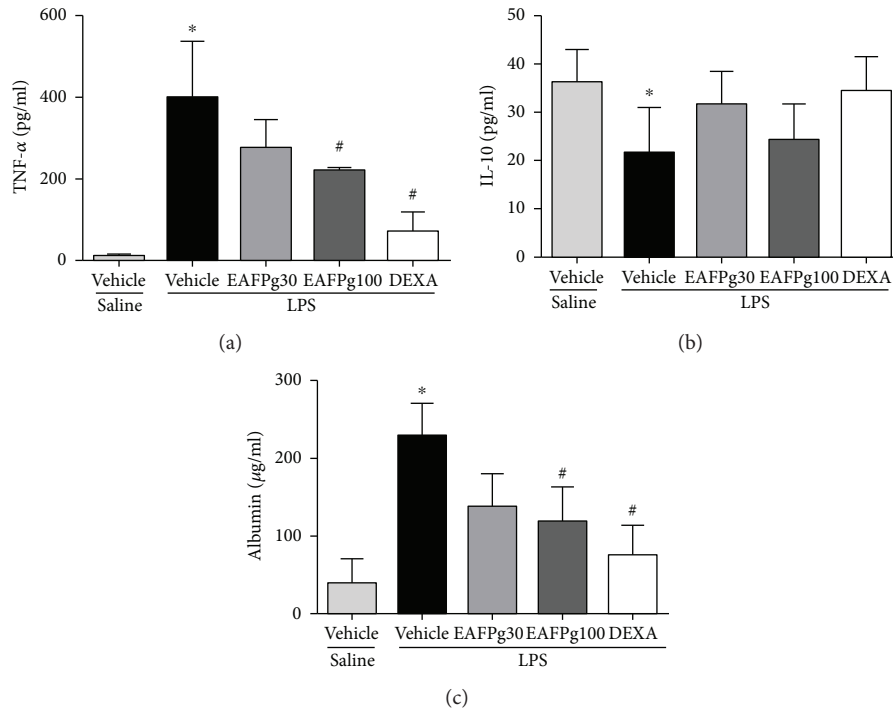 TNF-α (pg/ml)
600
400
200
0
*
#
#
Vehicle Vehicle EAFPg30 EAFPg100 DEXA
Saline LPS
(a)
IL-10 (pg/ml)
50
40
30
20
10
0
*
Vehicle Vehicle EAFPg30 EAFPg100 DEXA
Saline LPS
(b)
Albumin (μg/ml)
300
200
100
0
*
#
#
Vehicle Vehicle EAFPg30 EAFPg100 DEXA
Saline LPS
(c)